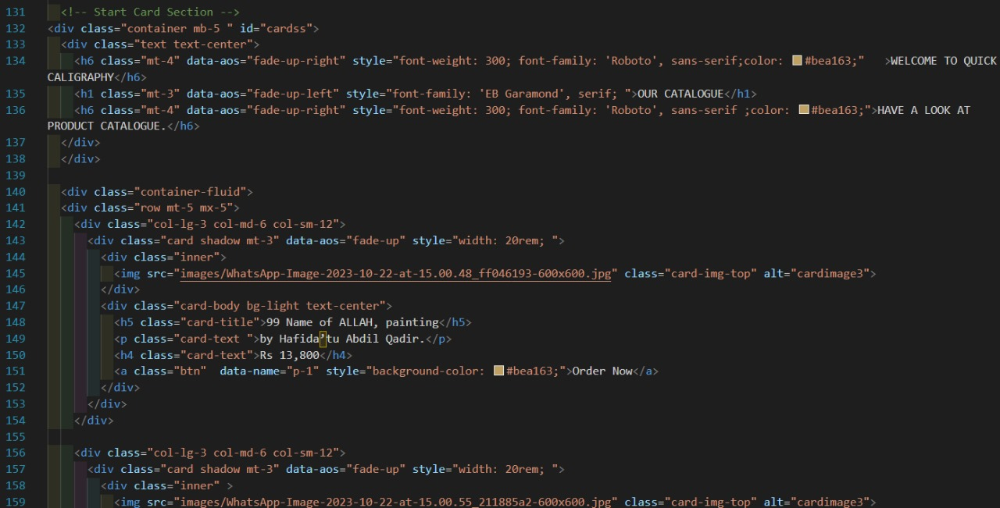 131 <!-- Start Card Section -->
132 <div class="container mb-5 " id="cardss">
133 <div class="text text-center">
134 <h6 class="mt-4" data-aos="fade-up-right" style="font-weight: 300; font-family: 'Roboto', sans-serif;color: #bea163;"   >WELCOME TO QUICK
CALIGRAPHY</h6>
135 <h1 class="mt-3" data-aos="fade-up-left" style="font-family: 'EB Garamond', serif; ">OUR CATALOGUE</h1>
136 <h6 class="mt-4" data-aos="fade-up-right" style="font-weight: 300; font-family: 'Roboto', sans-serif ;color: #bea163;">HAVE A LOOK AT
PRODUCT CATALOGUE.</h6>
137 </div>
138 </div>
139
140 <div class="container-fluid">
141 <div class="row mt-5 mx-5">
142 <div class="col-lg-3 col-md-6 col-sm-12">
143 <div class="card shadow mt-3" data-aos="fade-up" style="width: 20rem; ">
144 <div class="inner">
145 <img src="images/WhatsApp-Image-2023-10-22-at-15.00.48_ff046193-600x600.jpg" class="card-img-top" alt="cardimage3">
146 </div>
147 <div class="card-body bg-light text-center">
148 <h5 class="card-title">99 Name of ALLAH, painting</h5>
149 <p class="card-text ">by Hafida’tu Abdil Qadir.</p>
150 <h4 class="card-text">Rs 13,800</h4>
151 <a class="btn"  data-name="p-1" style="background-color: #bea163;">Order Now</a>
152 </div>
153 </div>
154 </div>
155
156 <div class="col-lg-3 col-md-6 col-sm-12">
157 <div class="card shadow mt-3" data-aos="fade-up" style="width: 20rem; ">
158 <div class="inner" >
159 <img src="images/WhatsApp-Image-2023-10-22-at-15.00.55_211885a2-600x600.jpg" class="card-img-top" alt="cardimage3">